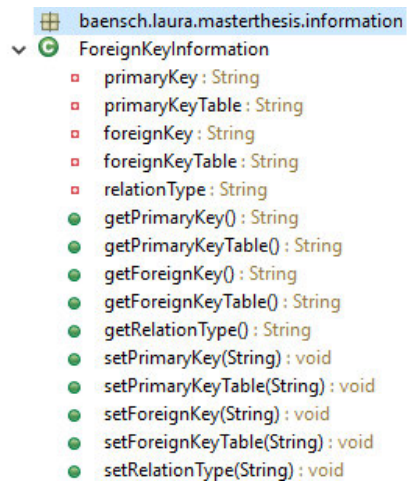 baensch.laura.masterthesis.information
ForeignKeyInformation
primaryKey : String
primaryKeyTable : String
foreignKey : String
foreignKeyTable : String
relationType : String
getPrimaryKey() : String
getPrimaryKeyTable() : String
getForeignKey() : String
getForeignKeyTable() : String
getRelationType() : String
setPrimaryKey(String) : void
setPrimaryKeyTable(String) : void
setForeignKey(String) : void
setForeignKeyTable(String) : void
setRelationType(String) : void